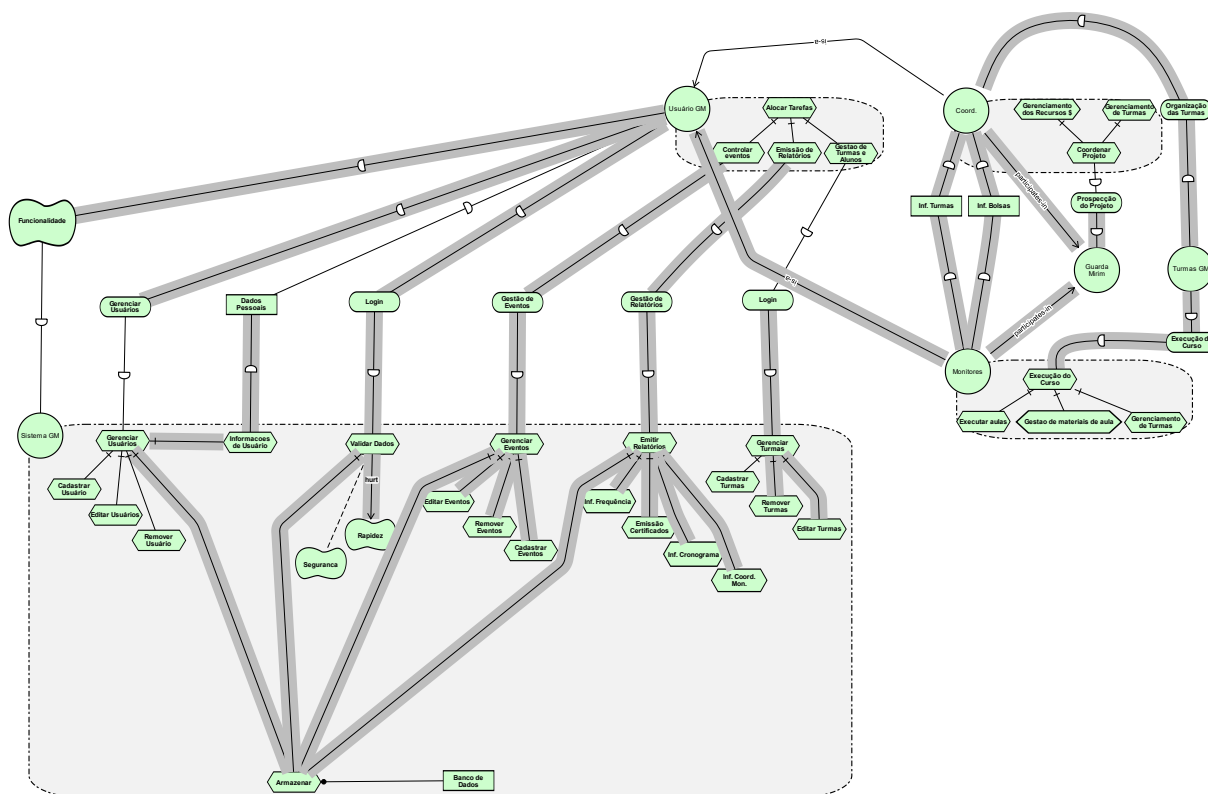 is-a
Usuário GM
Alocar Tarefas
Controlar
eventos
Emissão de
Relatórios
Gestao de
Turmas e
Alunos
Coord.
Gerenciamento
dos Recursos $
Gerenciamento
de Turmas
Organização
das Turmas
Coordenar
Projeto
participates-in
Inf. Turmas
Inf. Bolsas
Prospecção
do Projeto
Funcionalidade
Guarda
Mirim
Turmas GM
is-a
participates-in
Gerenciar
Usuários
Dados
Pessoais
Login
Gestão de
Eventos
Gestão de
Relatórios
Login
Execução d
Curso
Monitores
Execução do
Curso
Executar aulas
Gestao de materiais de aula
Gerenciamento
de Turmas
Sistema GM
Gerenciar
Usuários
Informacoes
de Usuário
Validar Dados
Gerenciar
Eventos
Emitir
Relatórios
Gerenciar
Turmas
hurt
Cadastrar
Usuário
Editar Usuários
Remover
Usuário
Seguranca
Rapidez
Editar Eventos
Remover
Eventos
Cadastrar
Eventos
Inf. Frequência
Emissão
Certificados
Inf. Cronograma
Inf. Coord.
Mon.
Cadastrar
Turmas
Remover
Turmas
Editar Turmas
Armazenar
Banco de
Dados